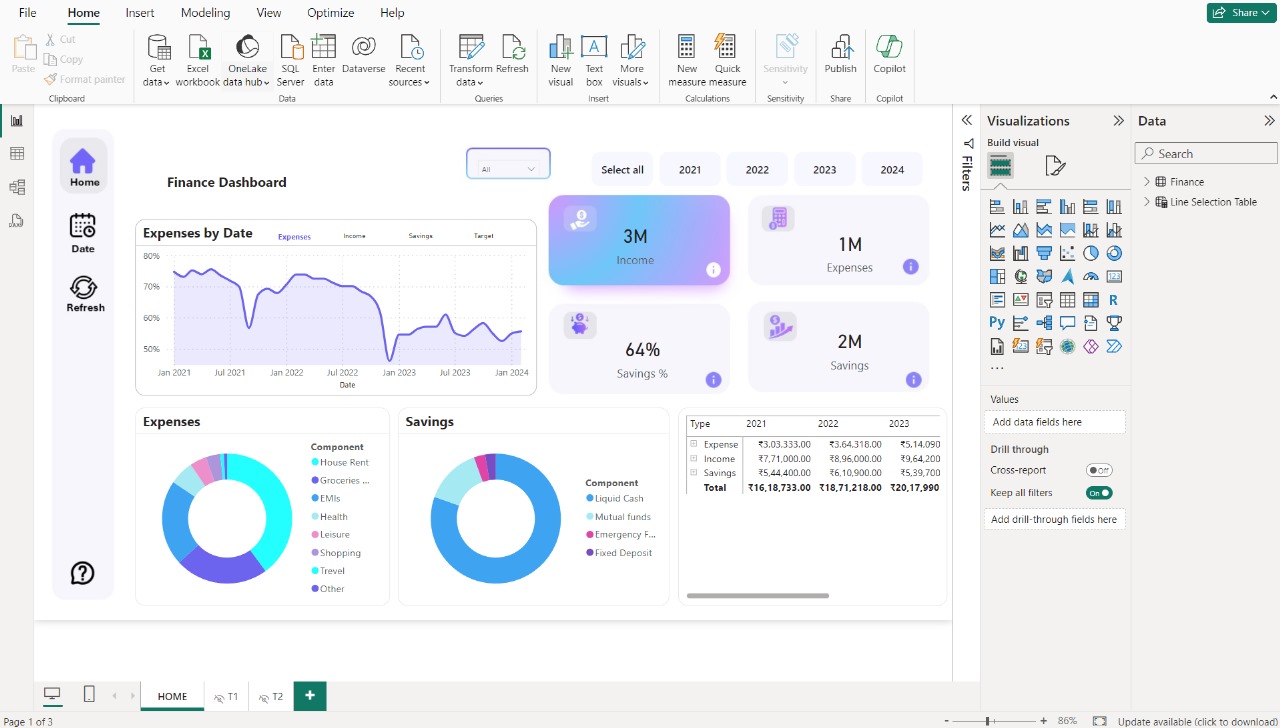 File Home Insert Modeling View Optimize Help Share
Paste Cut Copy Format painter
Get data Excel workbook OneLake data hub SQL Server Enter data Dataverse Recent sources
Transform data Refresh New visual Text box More visuals New measure Quick measure Sensitivity Publish Copilot
Clipboard Data Queries Insert Calculations Sensitivity Share Copilot
Home
Date
Refresh
Finance Dashboard
All
Select all 2021 2022 2023 2024
Expenses by Date Expenses Income Savings Target
80%
70%
60%
50%
Jan 2021 Jul 2021 Jan 2022 Jul 2022 Jan 2023 Jul 2023 Jan 2024
Date
3M
Income
1M
Expenses
64%
Savings %
2M
Savings
Expenses
Component
House Rent
Groceries ...
EMIs
Health
Leisure
Shopping
Trevel
Other
Savings
Component
Liquid Cash
Mutual funds
Emergency F...
Fixed Deposit
Type 2021 2022 2023
Expense ₹3,03,333.00 ₹3,64,318.00 ₹5,14,090
Income ₹7,71,000.00 ₹8,96,000.00 ₹9,64,200
Savings ₹5,44,400.00 ₹6,10,900.00 ₹5,39,700
Total ₹16,18,733.00 ₹18,71,218.00 ₹20,17,990
Filters
Visualizations
Build visual
123
R
Py
...
Values
Add data fields here
Drill through
Cross-report Off
Keep all filters On
Add drill-through fields here
Data
Search
Finance
Line Selection Table
HOME T1 T2 +
Page 1 of 3 - + 86% Update available (click to download)